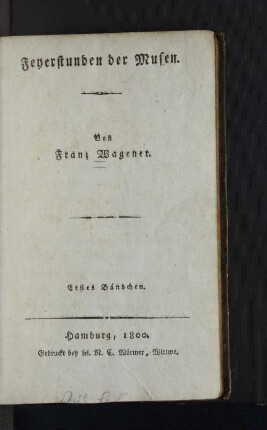 Feyerstunden der Musen.
Von
Franz Wagener.
Erstes Bändchen.
Hamburg, 1800.
Gedruckt bey sel. N. C. Wörmer, Wittwe.